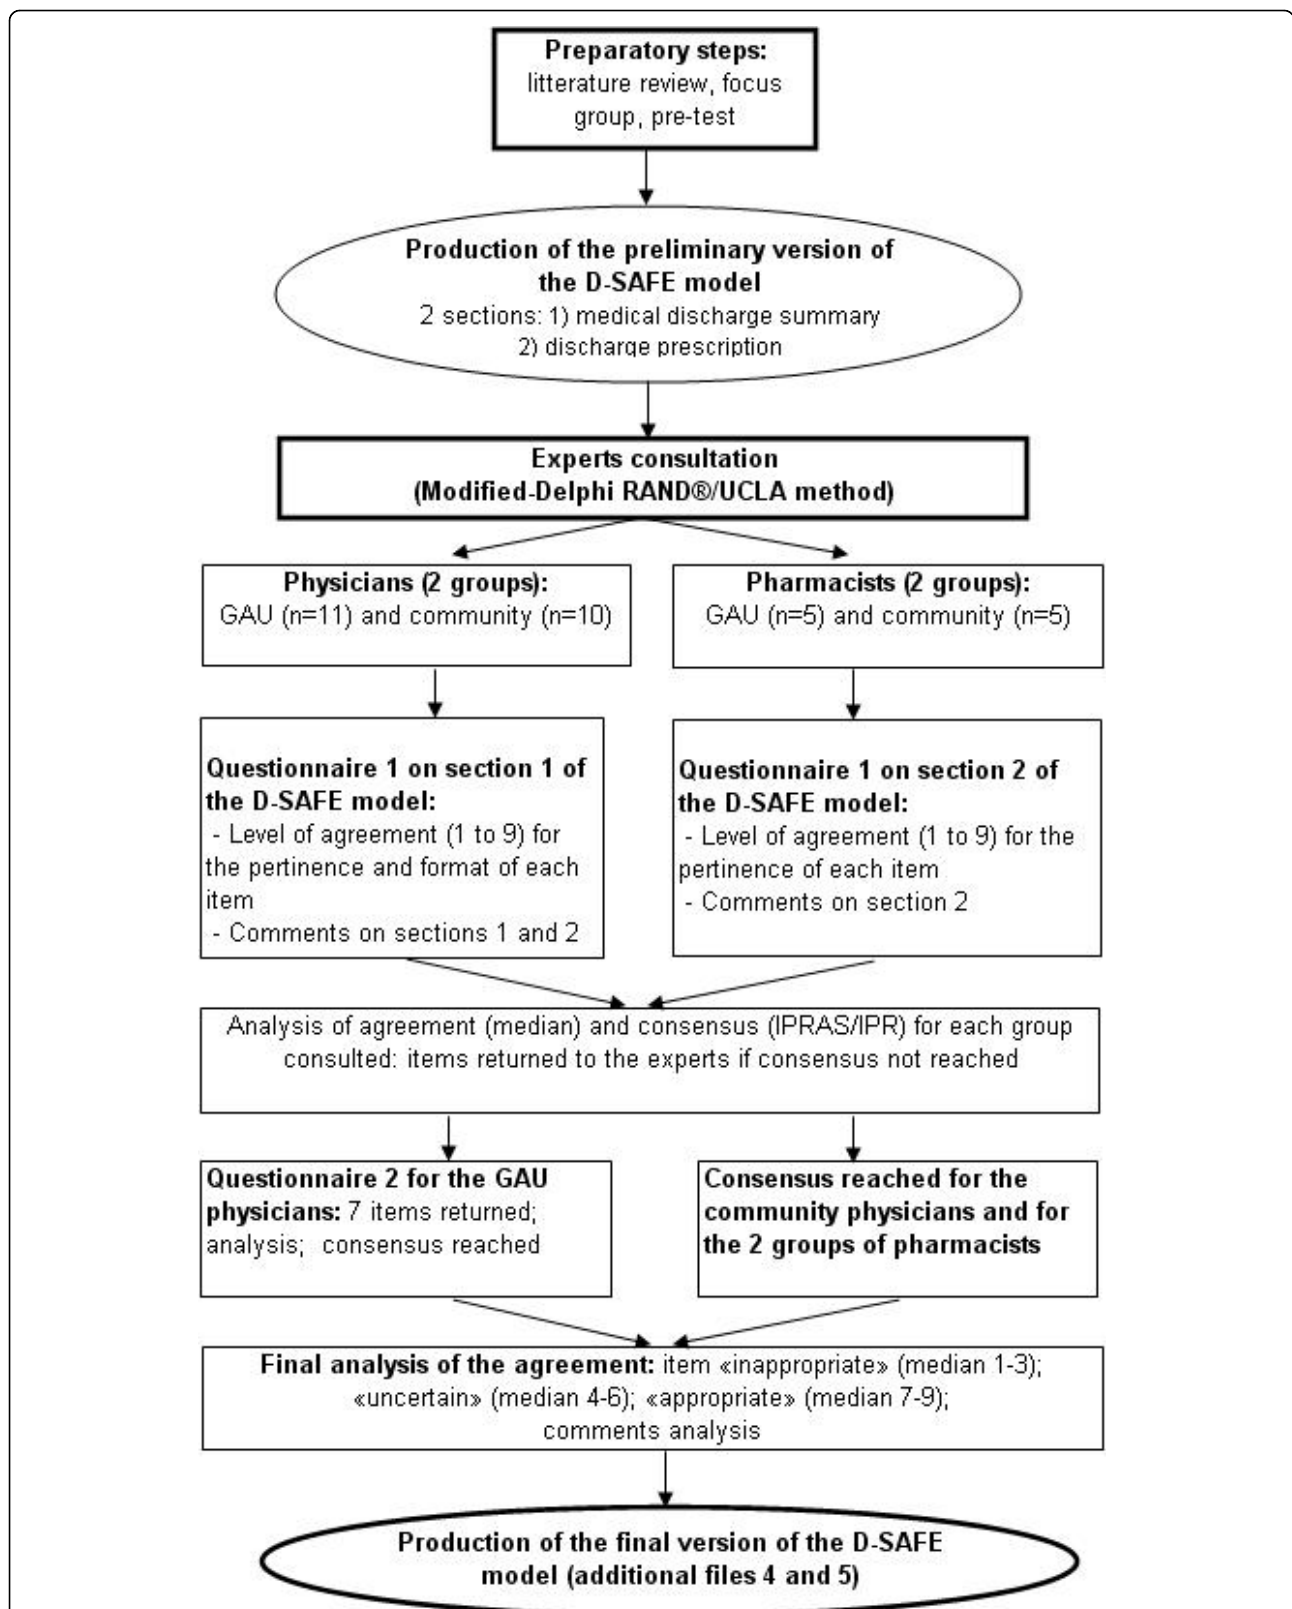 Preparatory steps:
litterature review, focus
group, pre-test
Production of the preliminary version of
the D-SAFE model
2 sections: 1) medical discharge summary
2) discharge prescription
Experts consultation
(Modified-Delphi RAND®/UCLA method)
Physicians (2 groups):
GAU (n=11) and community (n=10)
Pharmacists (2 groups):
GAU (n=5) and community (n=5)
Questionnaire 1 on section 1 of
the D-SAFE model:
- Level of agreement (1 to 9) for
the pertinence and format of each
item
- Comments on sections 1 and 2
Questionnaire 1 on section 2 of
the D-SAFE model:
- Level of agreement (1 to 9) for the
pertinence of each item
- Comments on section 2
Analysis of agreement (median) and consensus (IPRAS/IPR) for each group
consulted: items returned to the experts if consensus not reached
Questionnaire 2 for the GAU
physicians: 7 items returned;
analysis; consensus reached
Consensus reached for the
community physicians and for
the 2 groups of pharmacists
Final analysis of the agreement: item «inappropriate» (median 1-3);
«uncertain» (median 4-6); «appropriate» (median 7-9);
comments analysis
Production of the final version of the D-SAFE
model (additional files 4 and 5)